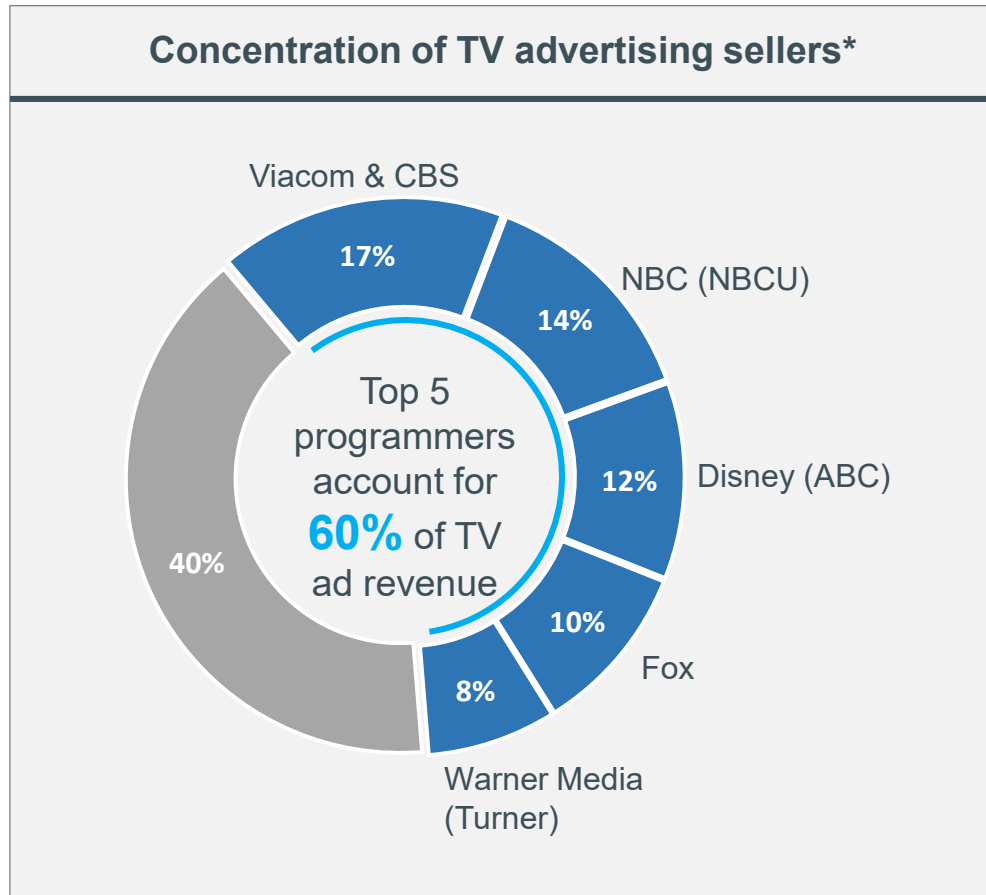 Concentration of TV advertising sellers*
Viacom & CBS
17%
NBC (NBCU)
14%
Top 5
programmers
account for
60% of TV
ad revenue
Disney (ABC)
12%
40%
10%
Fox
8%
Warner Media
(Turner)